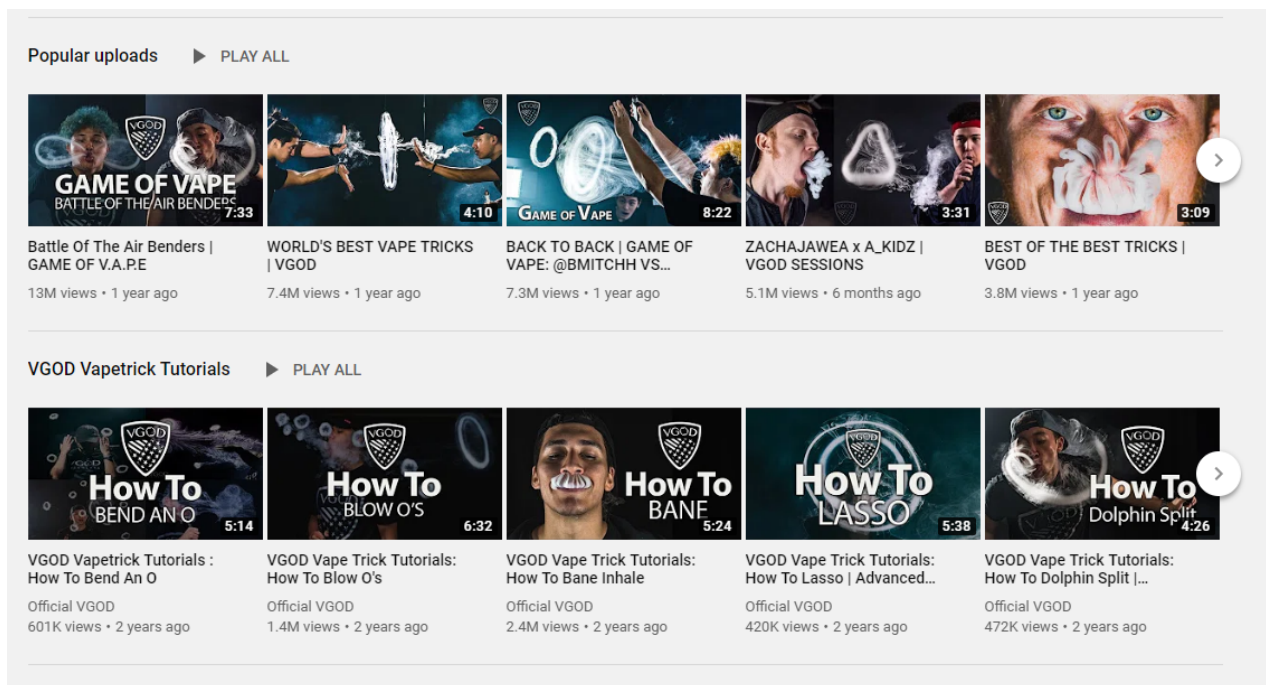 Popular uploads PLAY ALL
VGOD
GAME OF VAPE
BATTLE OF THE AIR BENDERS
7:33
4:10
GAME OF VAPE
8:22
3:31
3:09
Battle Of The Air Benders |
GAME OF V.A.P.E
13M views • 1 year ago
WORLD'S BEST VAPE TRICKS
| VGOD
7.4M views • 1 year ago
BACK TO BACK | GAME OF
VAPE: @BMITCHH VS...
7.3M views • 1 year ago
ZACHAJAWEA x A_KIDZ |
VGOD SESSIONS
5.1M views • 6 months ago
BEST OF THE BEST TRICKS |
VGOD
3.8M views • 1 year ago
VGOD Vapetrick Tutorials PLAY ALL
VGOD
How To
BEND AN O
5:14
VGOD
How To
BLOW O'S
6:32
VGOD
How To
BANE
5:24
VGOD
How To
LASSO
5:38
VGOD
How To
Dolphin Split
4:26
VGOD Vapetrick Tutorials :
How To Bend An O
Official VGOD
601K views • 2 years ago
VGOD Vape Trick Tutorials:
How To Blow O's
Official VGOD
1.4M views • 2 years ago
VGOD Vape Trick Tutorials:
How To Bane Inhale
Official VGOD
2.4M views • 2 years ago
VGOD Vape Trick Tutorials:
How To Lasso | Advanced...
Official VGOD
420K views • 2 years ago
VGOD Vape Trick Tutorials:
How To Dolphin Split |...
Official VGOD
472K views • 2 years ago